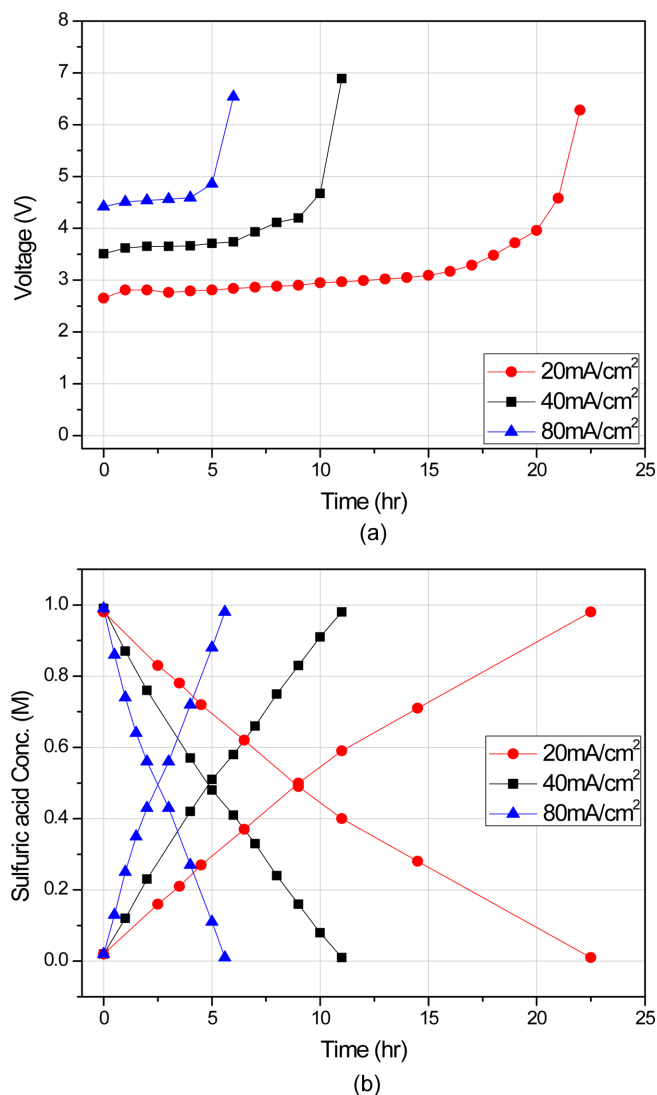 8
7
6
5
4
3
2
1
0
Voltage (V)
20mA/cm²
40mA/cm²
80mA/cm²
0 5 10 15 20 25
Time (hr)
(a)
1.0
0.8
0.6
0.4
0.2
0.0
Sulfuric acid Conc. (M)
20mA/cm²
40mA/cm²
80mA/cm²
0 5 10 15 20 25
Time (hr)
(b)